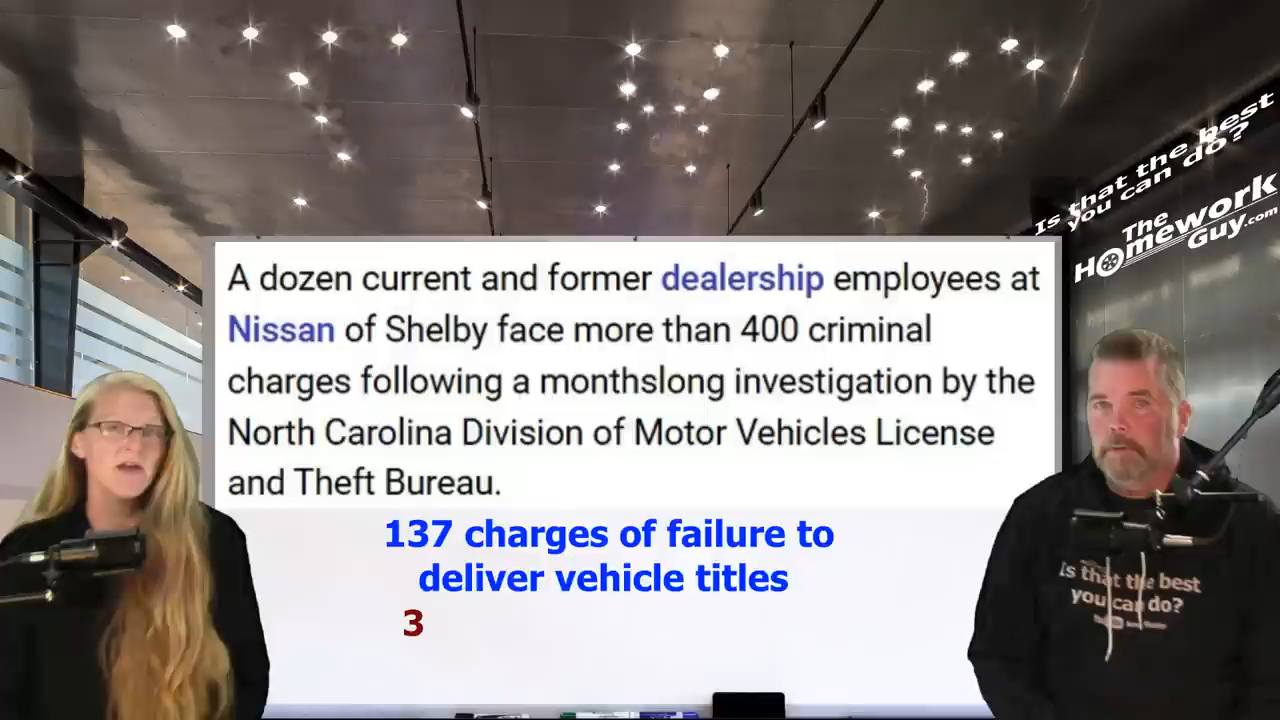 Is that the best
you can do?
The
Homework
Guy.com
A dozen current and former dealership employees at
Nissan of Shelby face more than 400 criminal
charges following a monthslong investigation by the
North Carolina Division of Motor Vehicles License
and Theft Bureau.
137 charges of failure to
deliver vehicle titles
3
Is that the best
you can do?